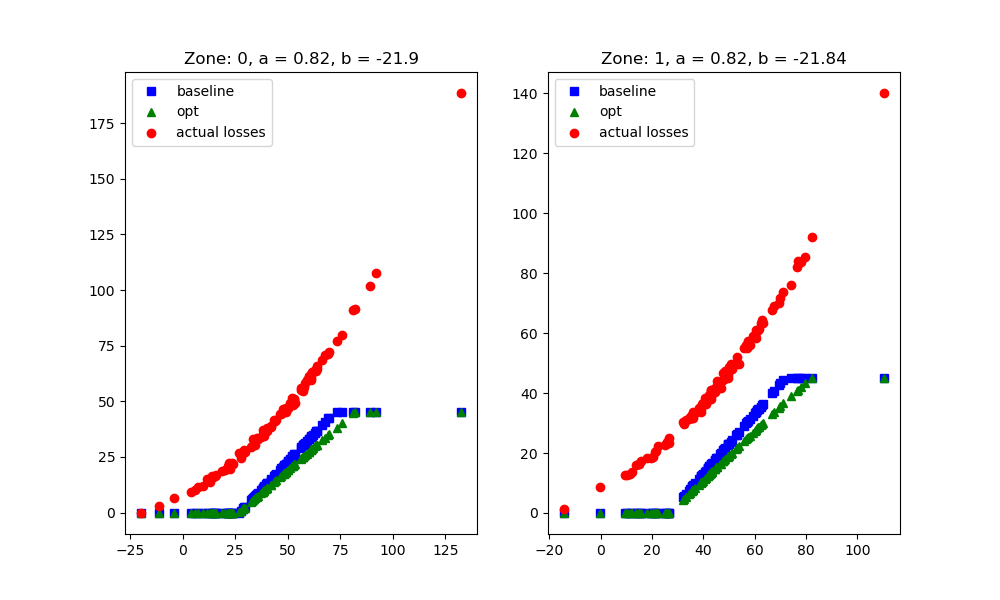 Zone: 0, a = 0.82, b = -21.9
baseline
opt
actual losses
175
150
125
100
75
50
25
0
−25 0 25 50 75 100 125
Zone: 1, a = 0.82, b = -21.84
baseline
opt
actual losses
140
120
100
80
60
40
20
0
−20 0 20 40 60 80 100